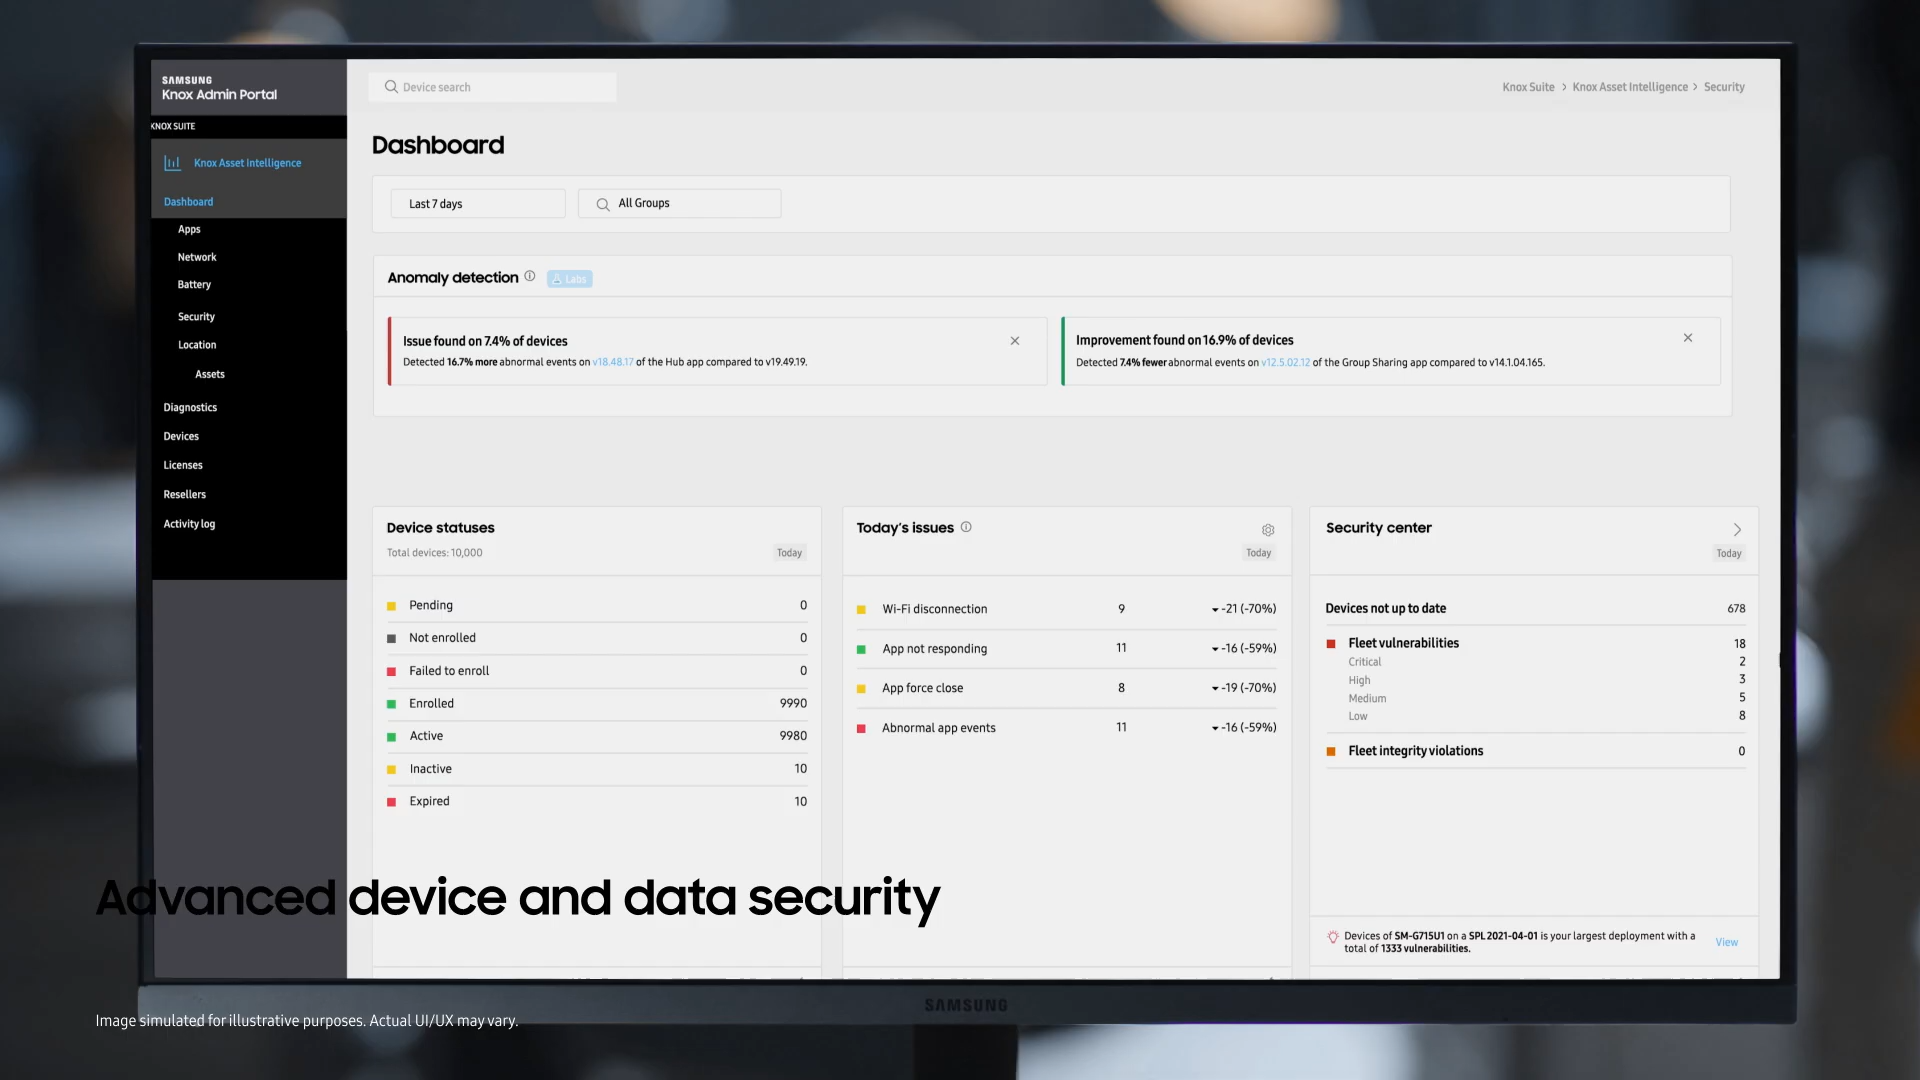 SAMSUNG
Knox Admin Portal
KNOX SUITE
Knox Asset Intelligence
Dashboard
Apps
Network
Battery
Security
Location
Assets
Diagnostics
Devices
Licenses
Resellers
Activity log
Device search
Knox Suite > Knox Asset Intelligence > Security
Dashboard
Last 7 days
All Groups
Anomaly detection
Labs
Issue found on 7.4% of devices
Detected 16.7% more abnormal events on v18.48.17 of the Hub app compared to v19.49.19.
Improvement found on 16.9% of devices
Detected 7.4% fewer abnormal events on v12.5.02.12 of the Group Sharing app compared to v14.1.04.165.
Device statuses
Total devices: 10,000
Today
Pending 0
Not enrolled 0
Failed to enroll 0
Enrolled 9990
Active 9980
Inactive 10
Expired 10
Today's issues
Today
Wi-Fi disconnection 9 -21 (-70%)
App not responding 11 -16 (-59%)
App force close 8 -19 (-70%)
Abnormal app events 11 -16 (-59%)
Security center
Today
Devices not up to date 678
Fleet vulnerabilities 18
Critical 2
High 3
Medium 5
Low 8
Fleet integrity violations 0
Devices of SM-G715U1 on a SPL 2021-04-01 is your largest deployment with a
total of 1333 vulnerabilities.
View
Advanced device and data security
SAMSUNG
Image simulated for illustrative purposes. Actual UI/UX may vary.